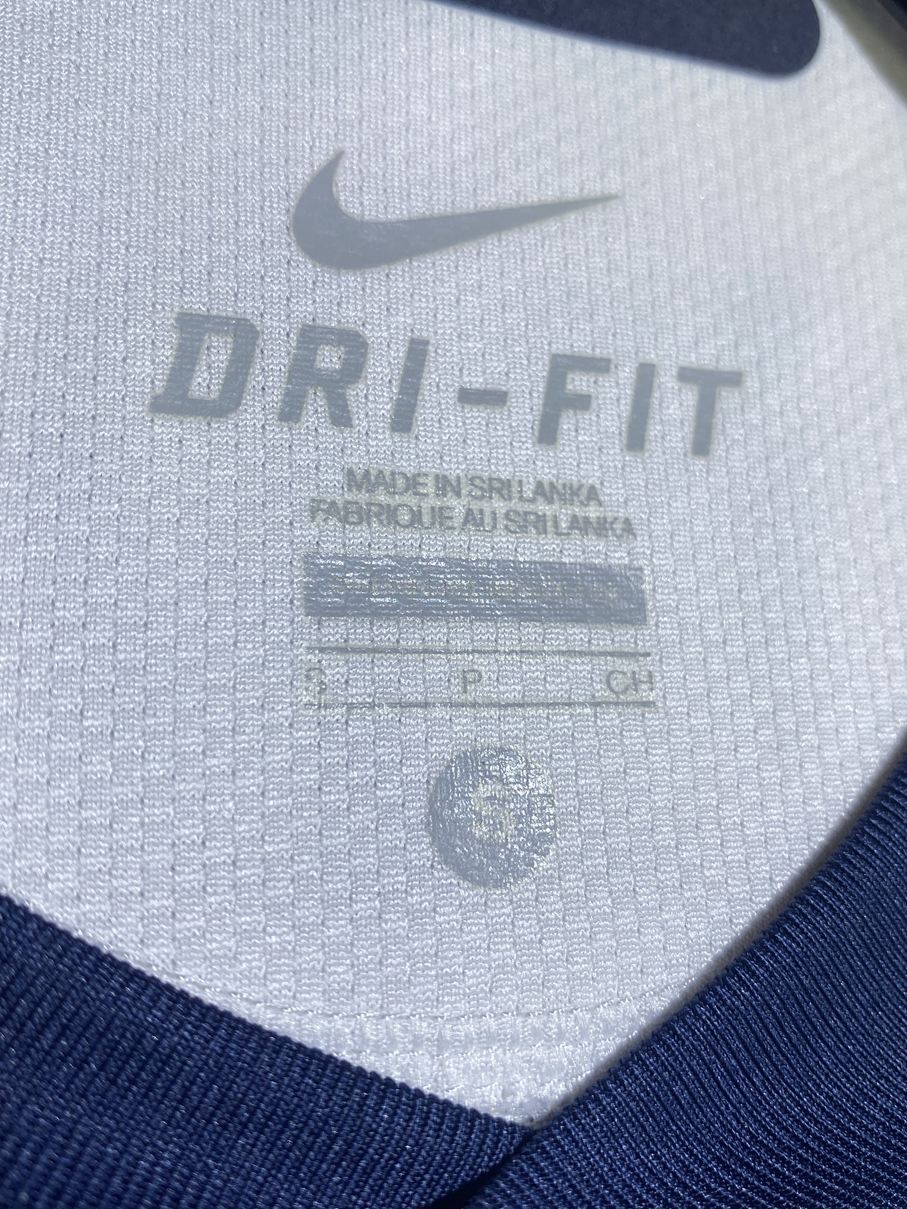 DRI-FIT
MADE IN SRI LANKA
FABRIQUE AU SRI LANKA
S P CH
S